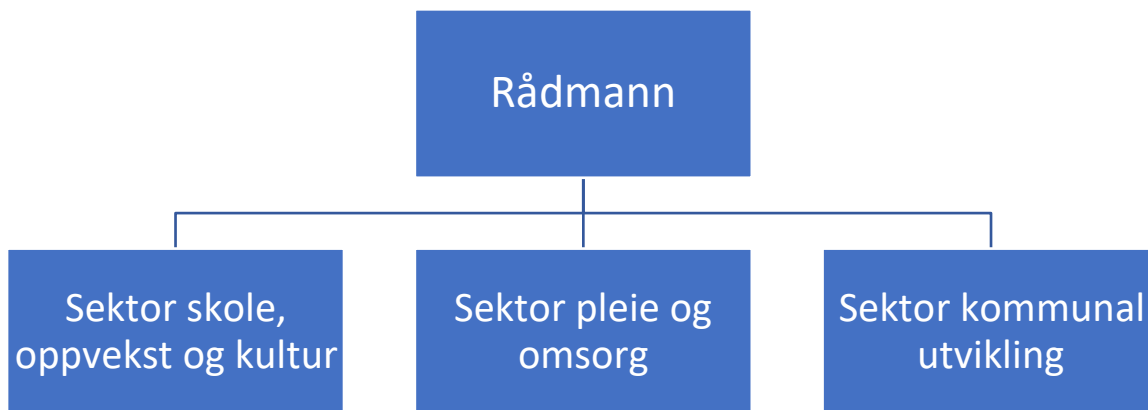 Rådmann
Sektor skole,
oppvekst og kultur
Sektor pleie og
omsorg
Sektor kommunal
utvikling